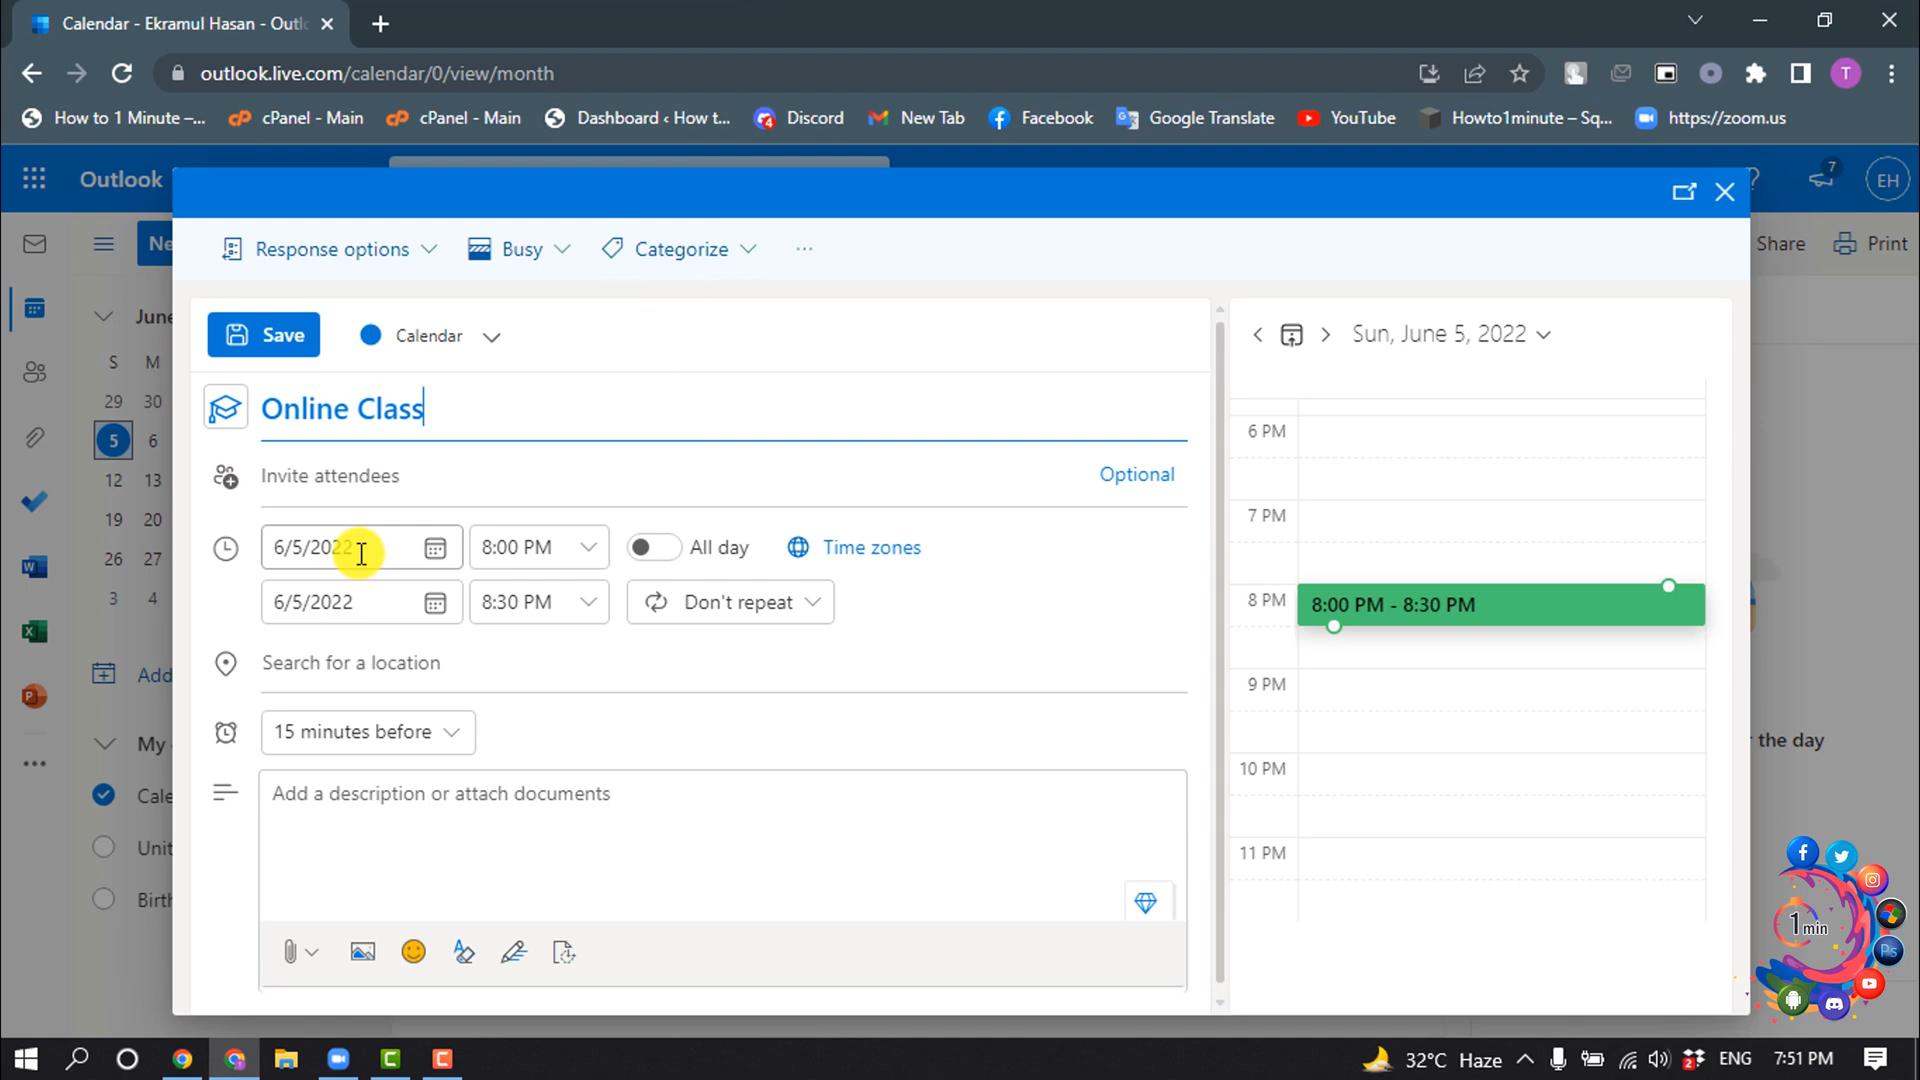 Calendar - Ekramul Hasan - Outl
outlook.live.com/calendar/0/view/month
How to 1 Minute –... cPanel - Main cPanel - Main Dashboard ‹ How t... Discord New Tab Facebook Google Translate YouTube Howto1minute – Sq... https://zoom.us
Outlook 7 EH
Ne Share Print
Response options Busy Categorize
June
Save Calendar
Sun, June 5, 2022
S M
29 30
5 6
12 13
19 20
26 27
3 4
Online Class
Invite attendees Optional
6/5/2022 8:00 PM All day Time zones
6/5/2022 8:30 PM Don't repeat
Search for a location
15 minutes before
Add a description or attach documents
Add
My
Cale
Unit
Birth
6 PM
7 PM
8 PM 8:00 PM - 8:30 PM
9 PM
10 PM
11 PM
r the day
1 min
Ps
32°C Haze ENG 7:51 PM